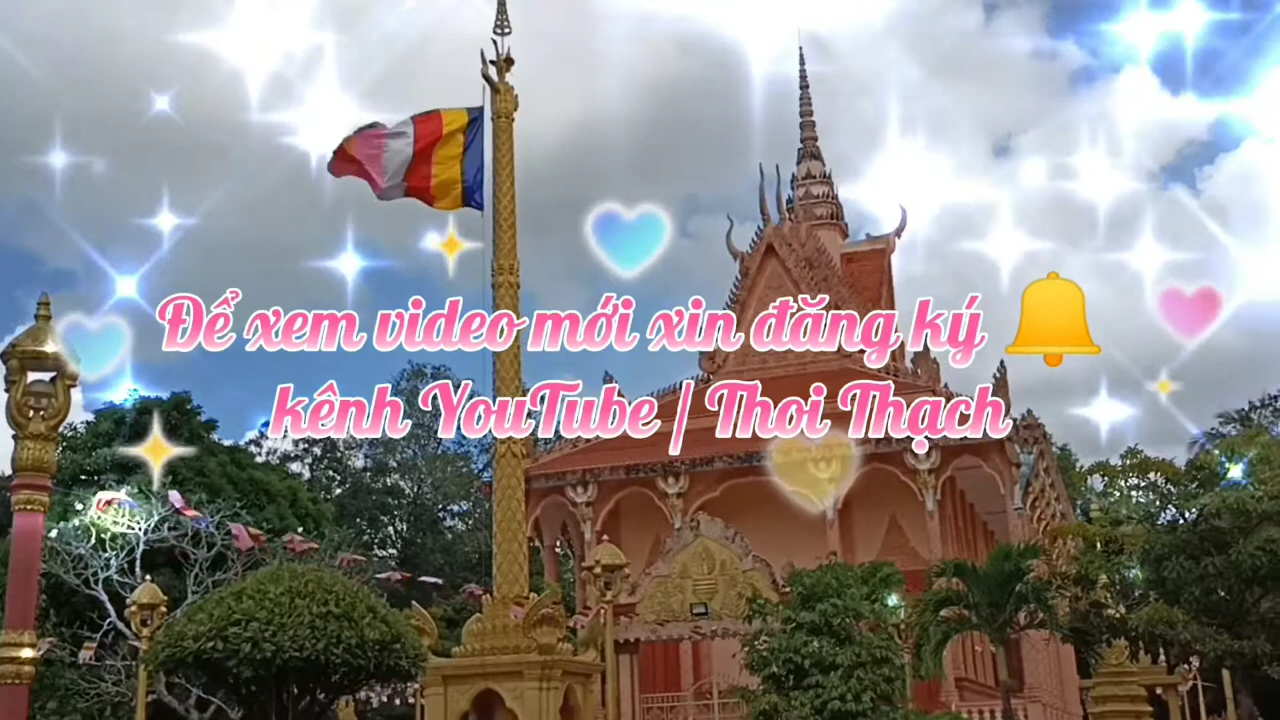 Để xem video mới xin đăng ký 🔔
kênh YouTube / Thoi Thạch